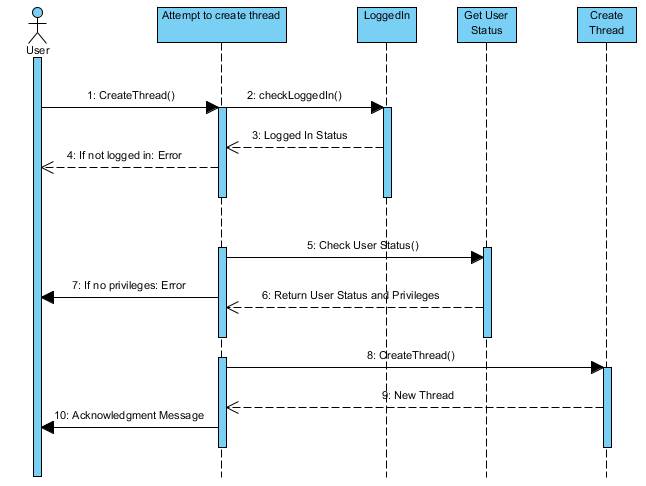 User
Attempt to create thread
LoggedIn
Get User
Status
Create
Thread
1: CreateThread()
2: checkLoggedIn()
3: Logged In Status
4: If not logged in: Error
5: Check User Status()
7: If no privileges: Error
6: Return User Status and Privileges
8: CreateThread()
9: New Thread
10: Acknowledgment Message